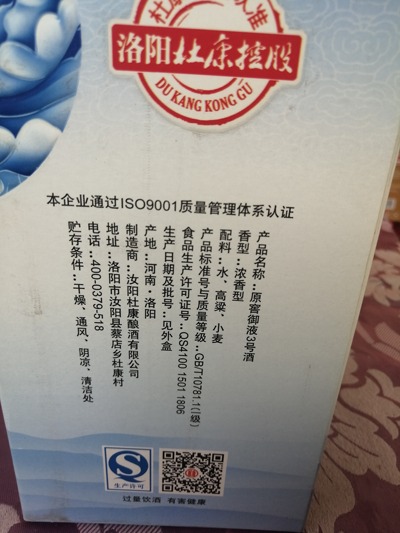 洛阳杜康控股
DU KANG KONG GU
本企业通过ISO9001质量管理体系认证
产品名称：原窖御液3号酒
香型：浓香型
配料：水、高粱、小麦
产品标准号与质量等级：GB/T10781.1(Ⅰ级)
食品生产许可证号：QS4100 1501 1806
生产日期及批号：见外盒
产地：河南·洛阳
制造商：汝阳杜康酿酒有限公司
地址：洛阳市汝阳县蔡店乡杜康村
电话：400-0379-518
贮存条件：干燥、通风、阴凉、清洁处
QS
生产许可
过量饮酒 有害健康